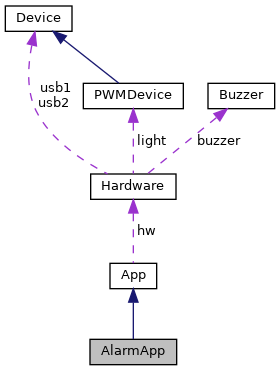 Device
usb1
usb2
PWMDevice
Buzzer
light
buzzer
Hardware
hw
App
AlarmApp